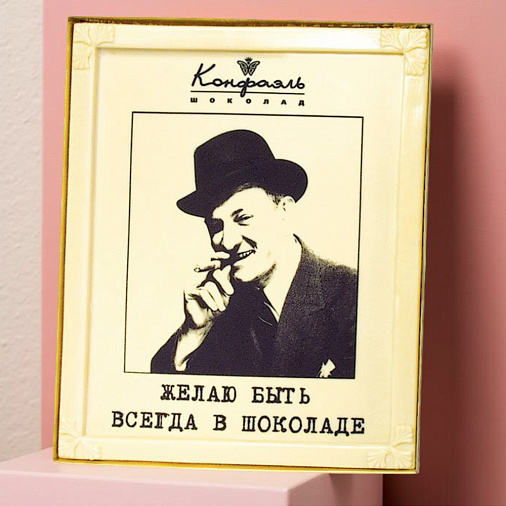 Конфаэль
ШОКОЛАД
ЖЕЛАЮ БЫТЬ
ВСЕГДА В ШОКОЛАДЕ